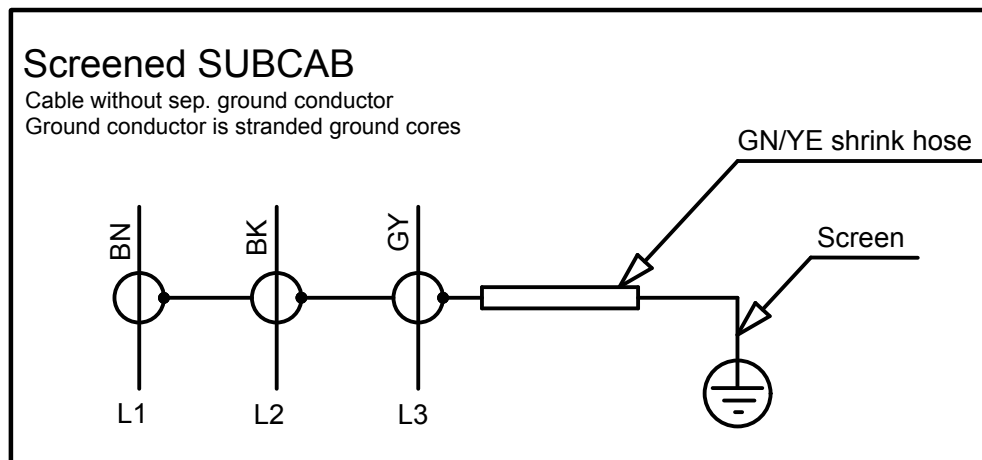 Screened SUBCAB
Cable without sep. ground conductor
Ground conductor is stranded ground cores
GN/YE shrink hose
BN
BK
GY
Screen
L1
L2
L3